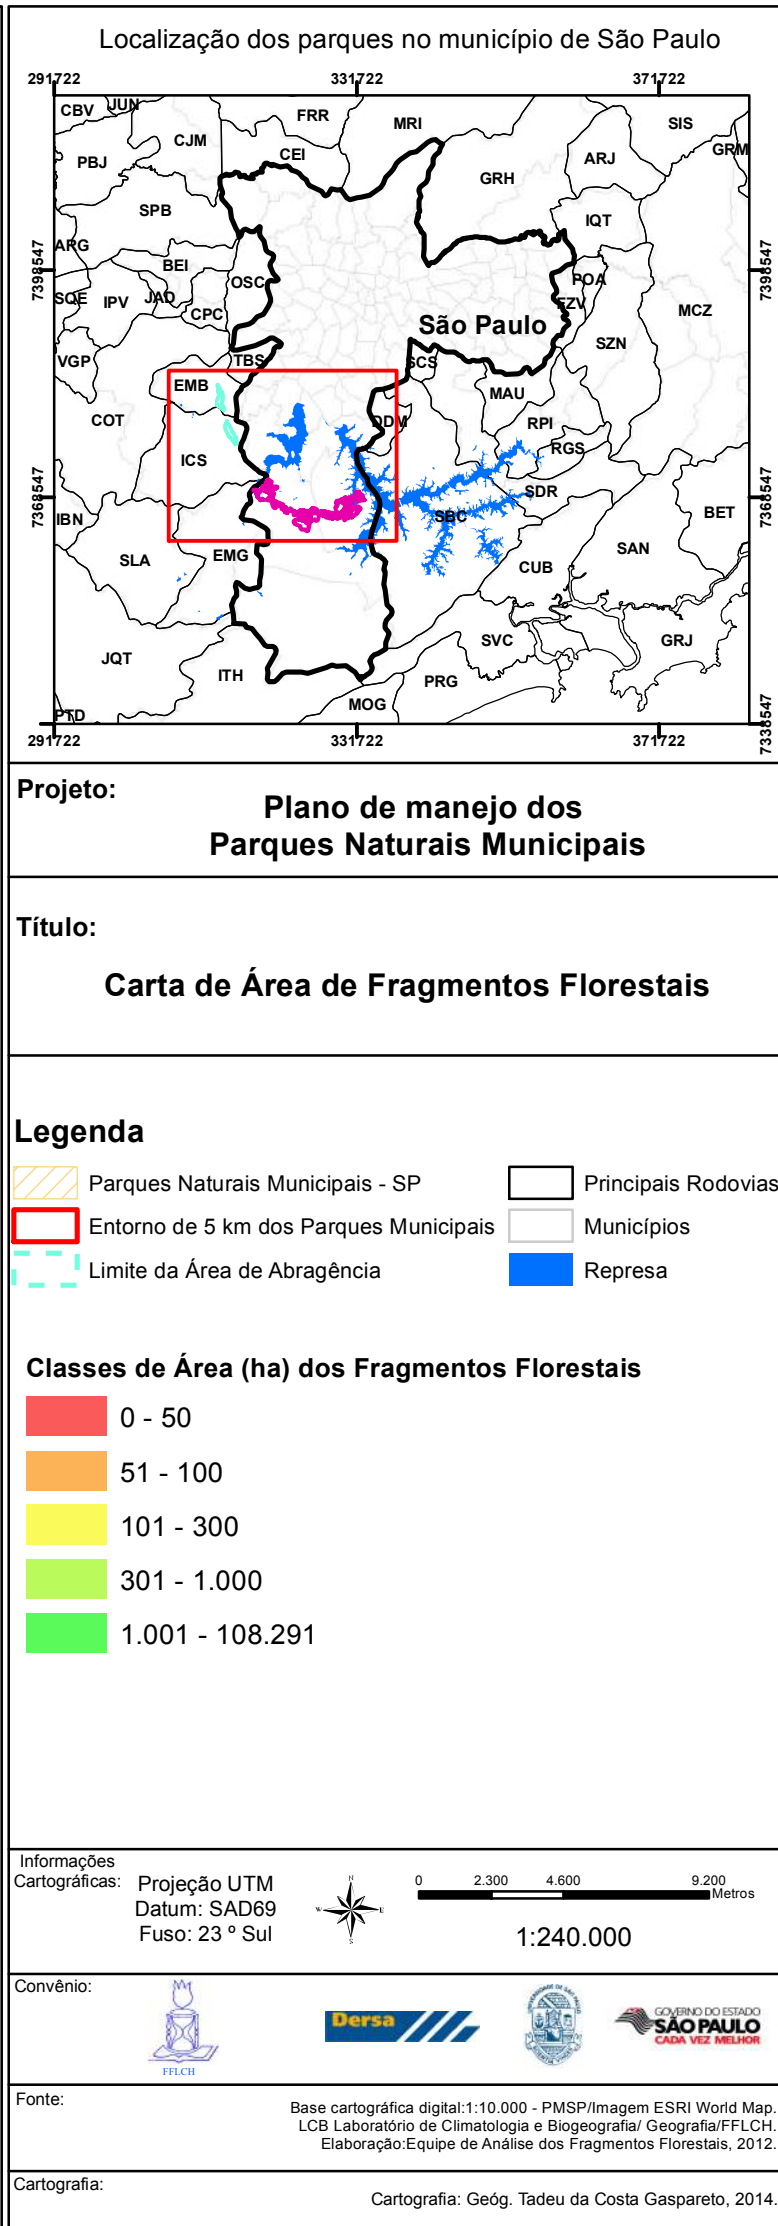 Localização dos parques no município de São Paulo
291722 331722 371722
CBV JUN FRR MRI SIS
CJM CEI GRM
PBJ GRH ARJ
SPB IQT
ARG BEI OSC POA
7398547 7398547
SQE IPV JAD CPC FZV MCZ
São Paulo
VGP TBS SCS SZN
EMB MAU
COT DDM RPI
ICS RGS
7368547 7368547
IBN SBC SDR BET
SLA EMG CUB SAN
JQT ITH SVC GRJ
PRG
PTD MOG
7338547
291722 331722 371722
Projeto:
Plano de manejo dos
Parques Naturais Municipais
Título:
Carta de Área de Fragmentos Florestais
Legenda
Parques Naturais Municipais - SP
Entorno de 5 km dos Parques Municipais
Limite da Área de Abragência
Principais Rodovias
Municípios
Represa
Classes de Área (ha) dos Fragmentos Florestais
0 - 50
51 - 100
101 - 300
301 - 1.000
1.001 - 108.291
Informações
Cartográficas:
Projeção UTM
Datum: SAD69
Fuso: 23 º Sul
N
W E
S
0 2.300 4.600 9.200
Metros
1:240.000
Convênio:
FFLCH
Dersa
GOVERNO DO ESTADO
SÃO PAULO
CADA VEZ MELHOR
Fonte:
Base cartográfica digital:1:10.000 - PMSP/Imagem ESRI World Map.
LCB Laboratório de Climatologia e Biogeografia/ Geografia/FFLCH.
Elaboração:Equipe de Análise dos Fragmentos Florestais, 2012.
Cartografia:
Cartografia: Geóg. Tadeu da Costa Gaspareto, 2014.